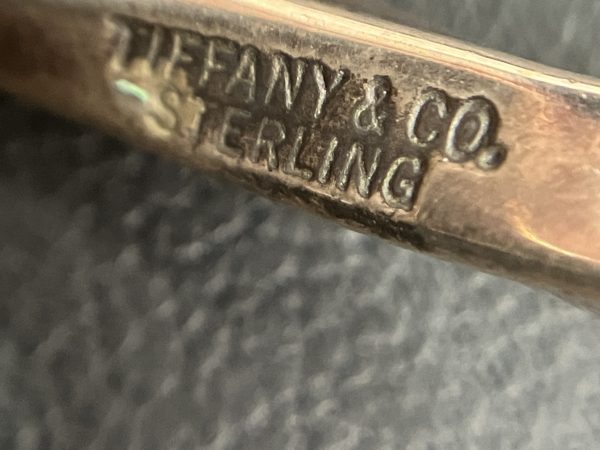 TIFFANY & CO.
STERLING